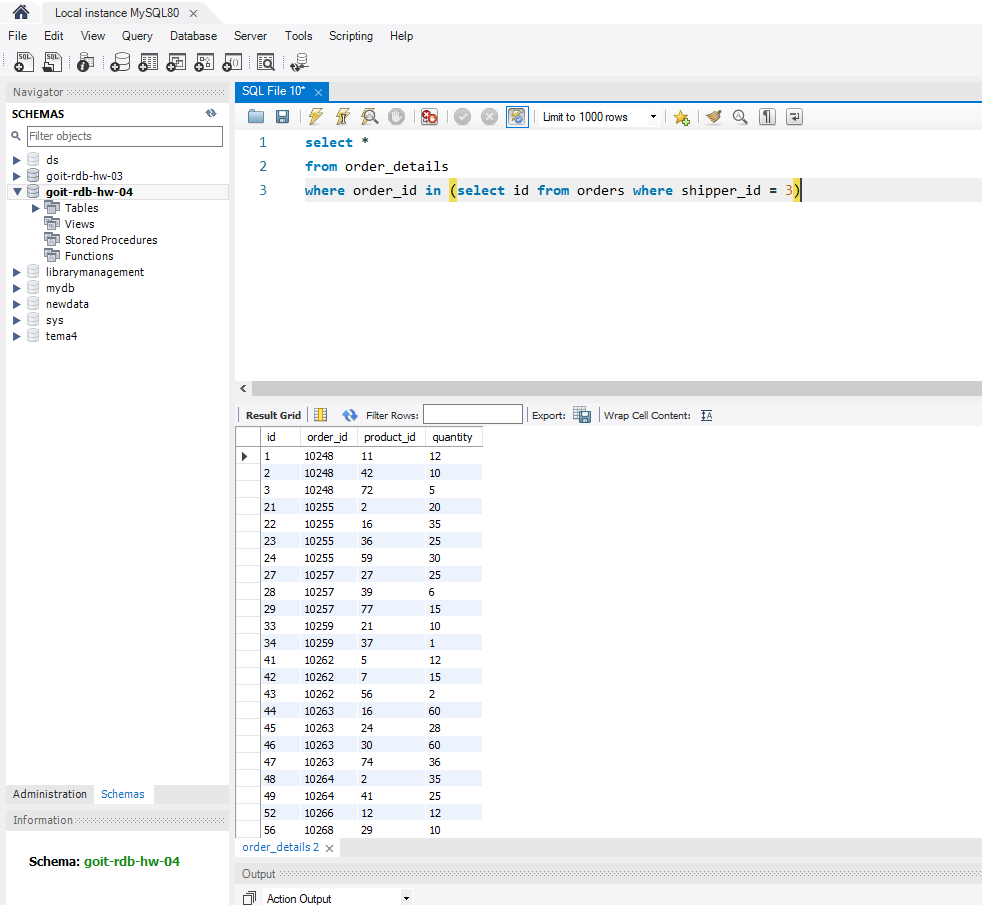 Local instance MySQL80
File Edit View Query Database Server Tools Scripting Help
Navigator
SCHEMAS
Filter objects
ds
goit-rdb-hw-03
goit-rdb-hw-04
Tables
Views
Stored Procedures
Functions
librarymanagement
mydb
newdata
sys
tema4
Administration Schemas
Information
Schema: goit-rdb-hw-04
SQL File 10*
Limit to 1000 rows
1 select *
2 from order_details
3 where order_id in (select id from orders where shipper_id = 3)
Result Grid Filter Rows: Export: Wrap Cell Content:
id order_id product_id quantity
1 10248 11 12
2 10248 42 10
3 10248 72 5
21 10255 2 20
22 10255 16 35
23 10255 36 25
24 10255 59 30
27 10257 27 25
28 10257 39 6
29 10257 77 15
33 10259 21 10
34 10259 37 1
41 10262 5 12
42 10262 7 15
43 10262 56 2
44 10263 16 60
45 10263 24 28
46 10263 30 60
47 10263 74 36
48 10264 2 35
49 10264 41 25
52 10266 12 12
56 10268 29 10
order_details 2
Output
Action Output